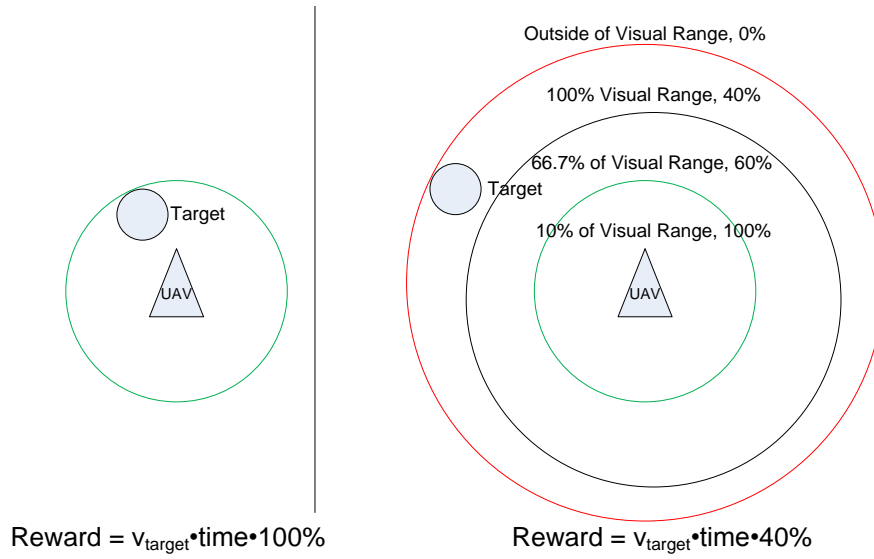 Target
UAV
Reward = vtarget•time•100%
Outside of Visual Range, 0%
100% Visual Range, 40%
66.7% of Visual Range, 60%
Target
10% of Visual Range, 100%
UAV
Reward = vtarget•time•40%